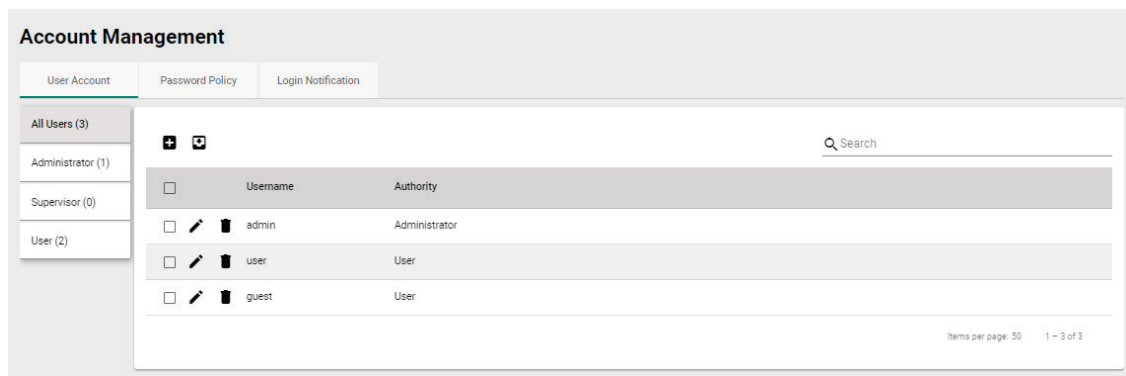 Account Management
User Account Password Policy Login Notification
All Users (3)
Administrator (1)
Supervisor (0)
User (2)
Search
Username Authority
admin Administrator
user User
guest User
Items per page: 50 1 – 3 of 3